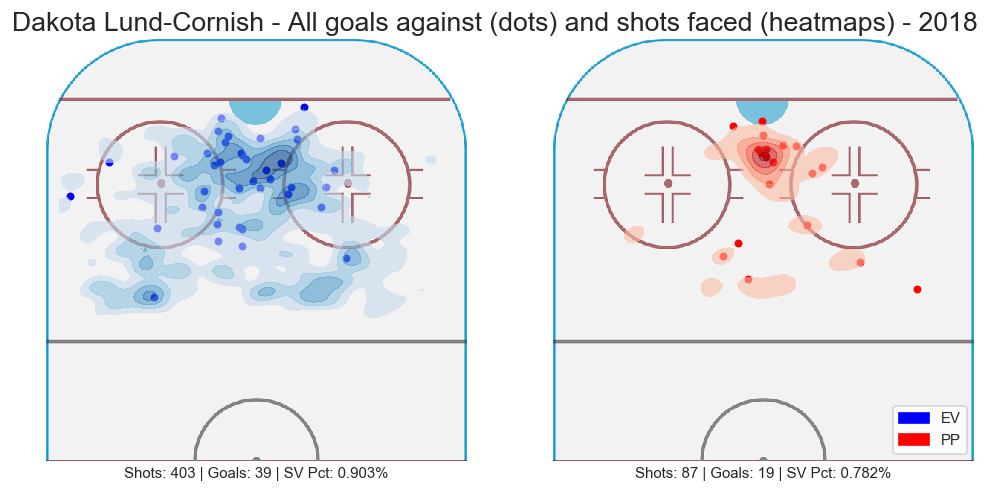 Dakota Lund-Cornish - All goals against (dots) and shots faced (heatmaps) - 2018
EV
PP
Shots: 403 | Goals: 39 | SV Pct: 0.903%
Shots: 87 | Goals: 19 | SV Pct: 0.782%